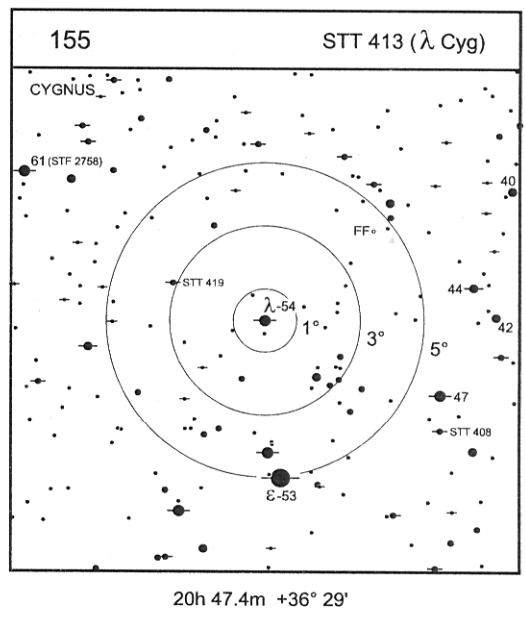 155 STT 413 (λ Cyg)
CYGNUS
61 (STF 2758)
40
FF
STT 419
44
λ-54
1°
3°
42
5°
47
STT 408
ε-53
20h 47.4m +36° 29'